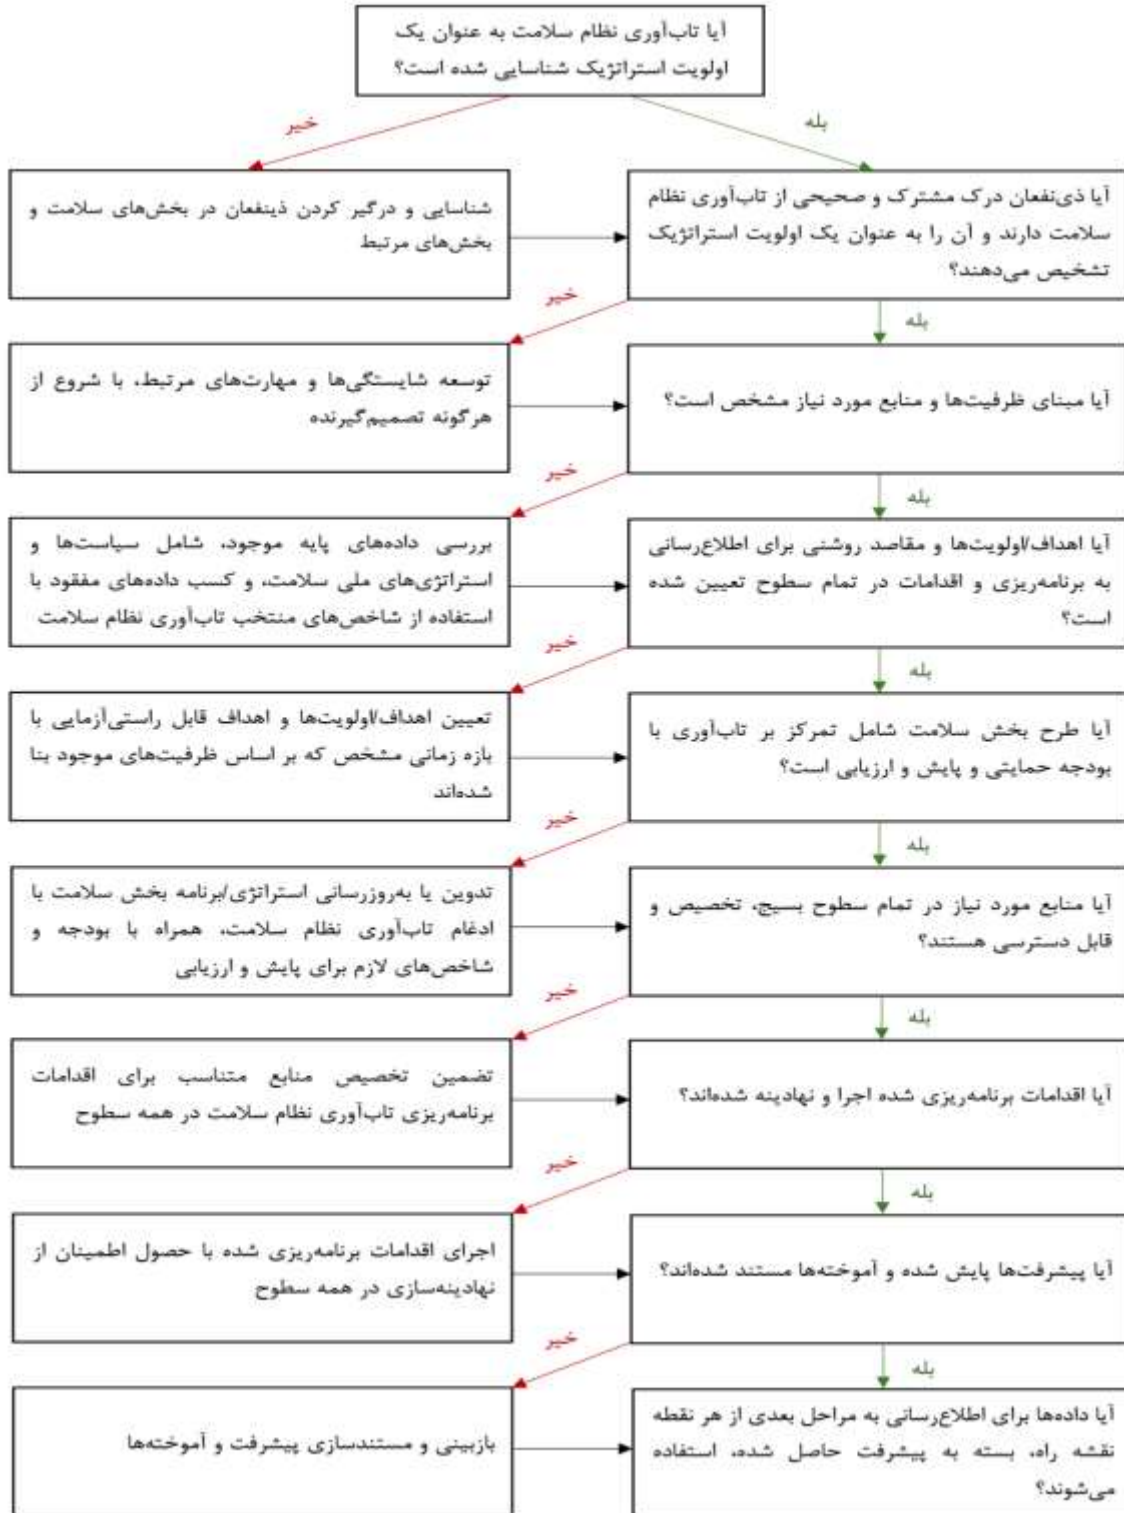 آیا تاب‌آوری نظام سلامت به عنوان یک
اولویت استراتژیک شناسایی شده است؟
بله
خیر
آیا ذی‌نفعان درک مشترک و صحیحی از تاب‌آوری نظام
سلامت دارند و آن را به عنوان یک اولویت استراتژیک
تشخیص می‌دهند؟
شناسایی و درگیر کردن ذینفعان در بخش‌های سلامت و
بخش‌های مرتبط
بله
خیر
آیا مبنای ظرفیت‌ها و منابع مورد نیاز مشخص است؟
توسعه شایستگی‌ها و مهارت‌های مرتبط، با شروع از
هرگونه تصمیم‌گیرنده
بله
خیر
آیا اهداف/اولویت‌ها و مقاصد روشنی برای اطلاع‌رسانی
به برنامه‌ریزی و اقدامات در تمام سطوح تعیین شده
است؟
بررسی داده‌های پایه موجود، شامل سیاست‌ها و
استراتژی‌های ملی سلامت، و کسب داده‌های مفقود با
استفاده از شاخص‌های منتخب تاب‌آوری نظام سلامت
بله
خیر
آیا طرح بخش سلامت شامل تمرکز بر تاب‌آوری با
بودجه حمایتی و پایش و ارزیابی است؟
تعیین اهداف/اولویت‌ها و اهداف قابل راستی‌آزمایی با
بازه زمانی مشخص که بر اساس ظرفیت‌های موجود بنا
شده‌اند
بله
خیر
آیا منابع مورد نیاز در تمام سطوح بسیج، تخصیص و
قابل دسترسی هستند؟
تدوین یا به‌روزرسانی استراتژی/برنامه بخش سلامت با
ادغام تاب‌آوری نظام سلامت، همراه با بودجه و
شاخص‌های لازم برای پایش و ارزیابی
بله
خیر
آیا اقدامات برنامه‌ریزی شده اجرا و نهادینه شده‌اند؟
تضمین تخصیص منابع متناسب برای اقدامات
برنامه‌ریزی تاب‌آوری نظام سلامت در همه سطوح
بله
خیر
آیا پیشرفت‌ها پایش شده و آموخته‌ها مستند شده‌اند؟
اجرای اقدامات برنامه‌ریزی شده با حصول اطمینان از
نهادینه‌سازی در همه سطوح
بله
خیر
آیا داده‌ها برای اطلاع‌رسانی به مراحل بعدی از هر نقطه
نقشه راه، بسته به پیشرفت حاصل شده، استفاده
می‌شوند؟
بازبینی و مستندسازی پیشرفت و آموخته‌ها